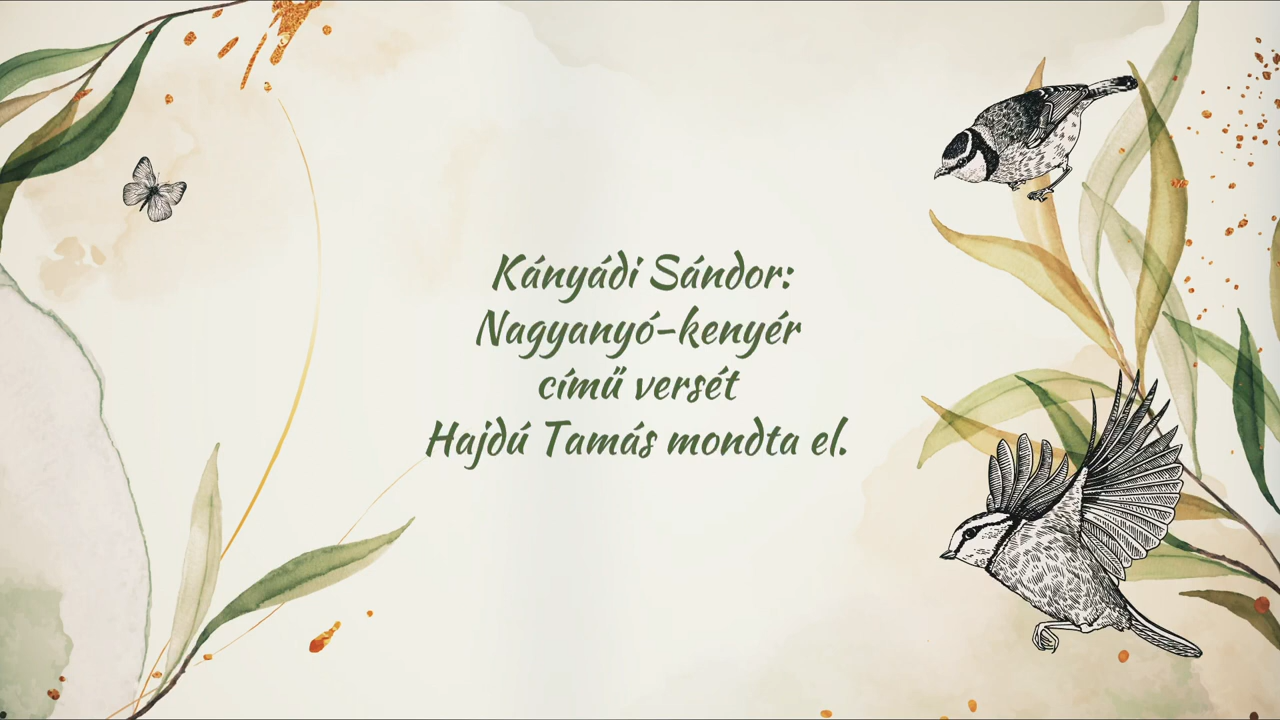 Kányádi Sándor:
Nagyanyó-kenyér
című versét
Hajdú Tamás mondta el.